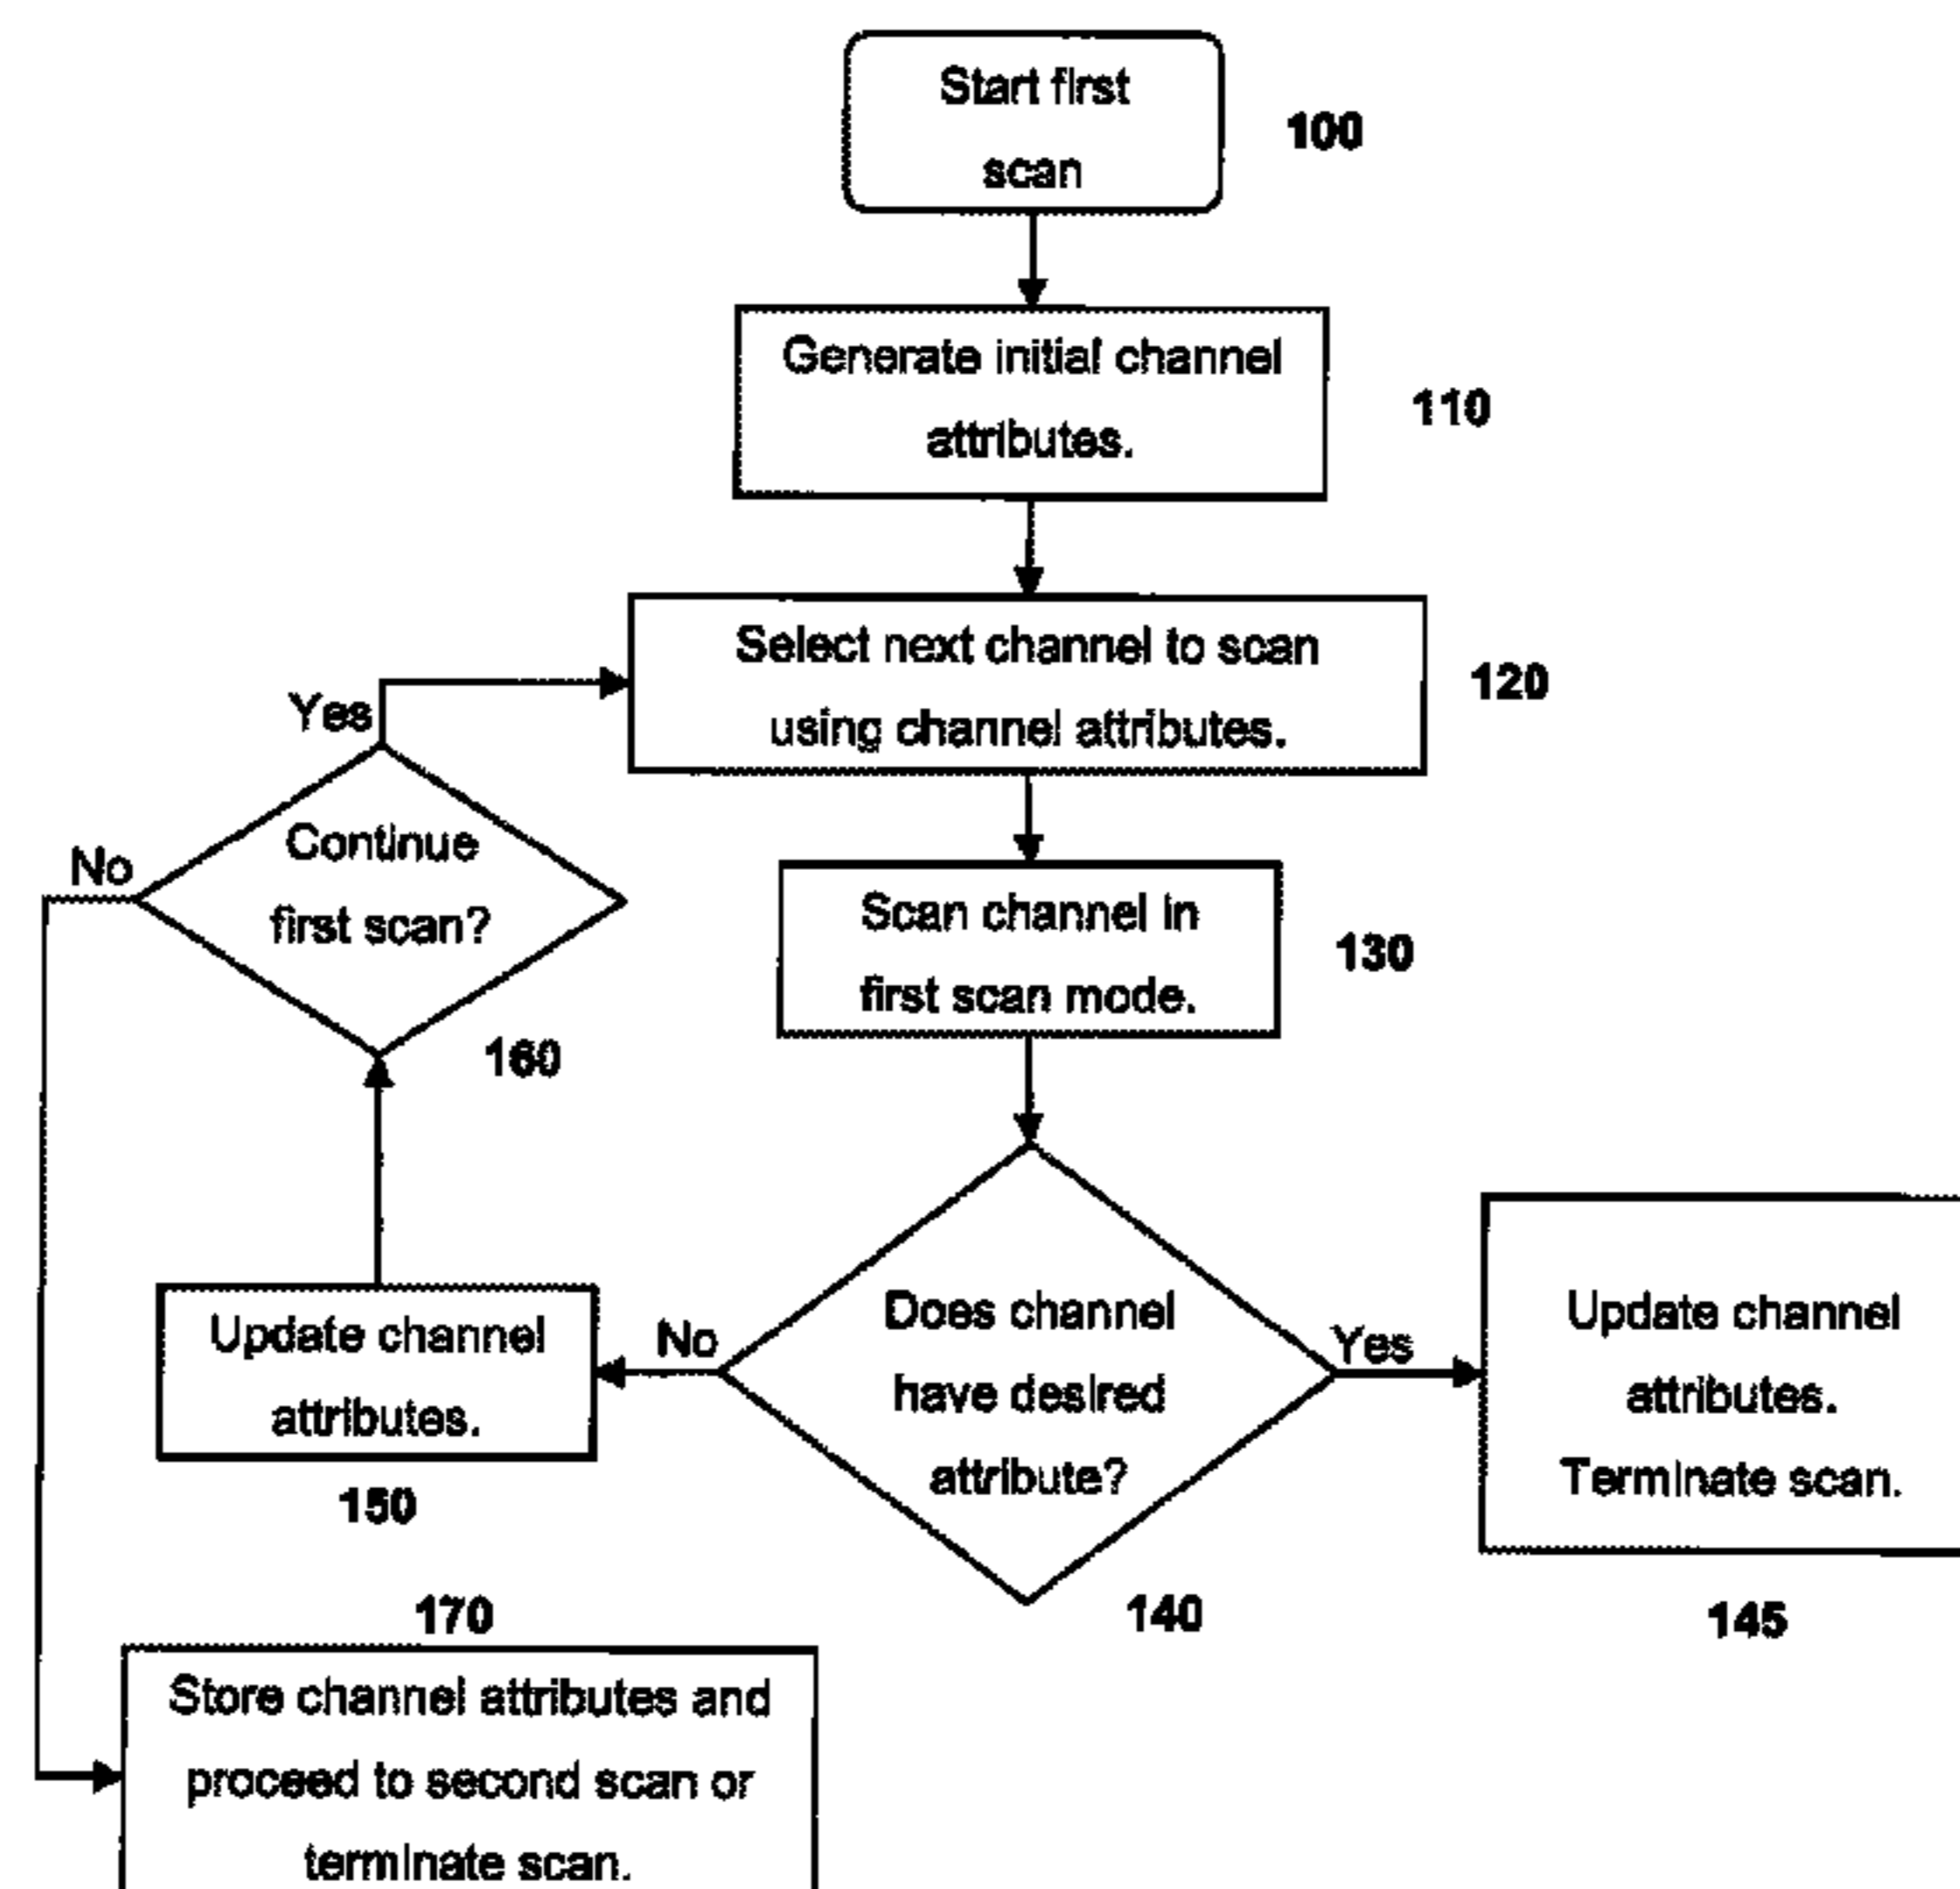 Start first
scan
100
Generate initial channel
attributes.
110
Select next channel to scan
using channel attributes.
120
Yes
Continue
first scan?
No
160
Scan channel in
first scan mode.
130
Does channel
have desired
attribute?
140
No
Yes
Update channel
attributes.
150
Update channel
attributes.
Terminate scan.
145
170
Store channel attributes and
proceed to second scan or
terminate scan.